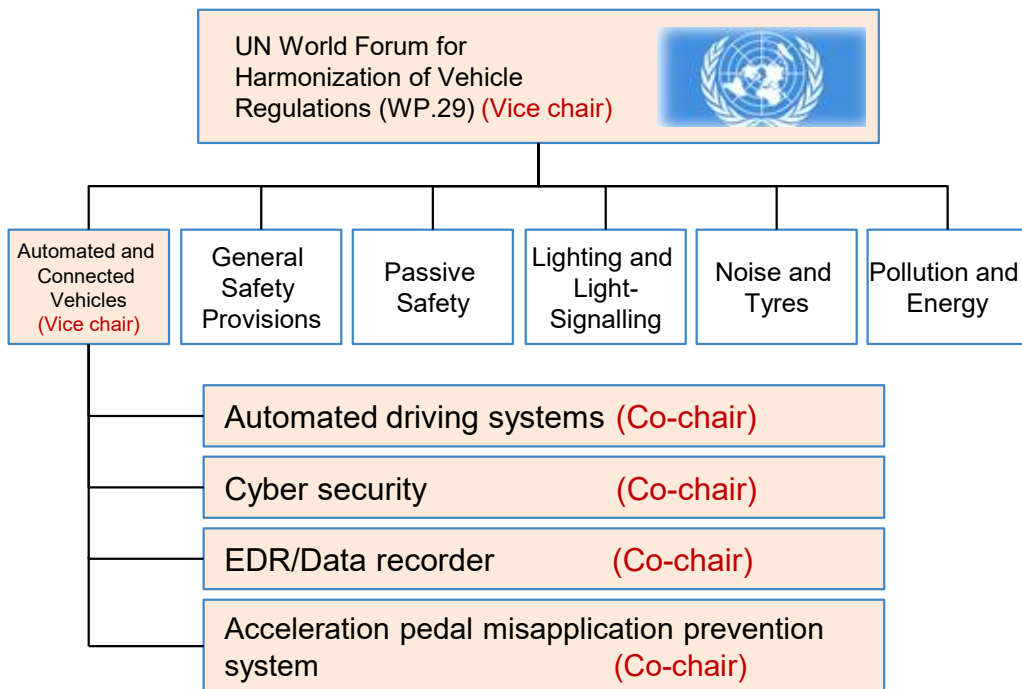 UN World Forum for
Harmonization of Vehicle
Regulations (WP.29) (Vice chair)
Automated and
Connected
Vehicles
(Vice chair)
General
Safety
Provisions
Passive
Safety
Lighting and
Light-
Signalling
Noise and
Tyres
Pollution and
Energy
Automated driving systems (Co-chair)
Cyber security (Co-chair)
EDR/Data recorder (Co-chair)
Acceleration pedal misapplication prevention
system (Co-chair)